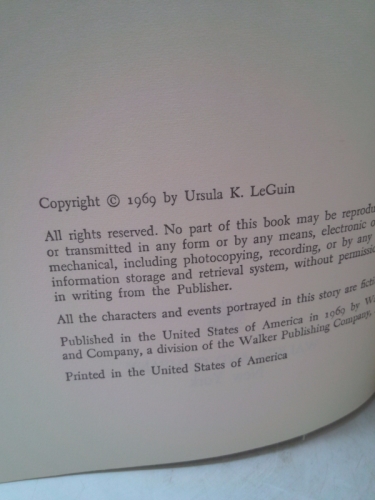 Copyright © 1969 by Ursula K. LeGuin
All rights reserved. No part of this book may be
or transmitted in any form or by any means, electronic
mechanical, including photocopying, recording, or by any
information storage and retrieval system, without
in writing from the Publisher.
All the characters and events portrayed in this story are
Published in the United States of America in 1969 by
and Company, a division of the Walker Publishing Company,
Printed in the United States of America